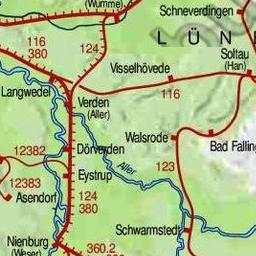 (Wümme)
Schneverdingen
LÜN
116
380
124
Soltau
(Han)
Visselhövede
Langwedel
116
Verden
(Aller)
Walsrode
Bad Falling
12382
Dörverden
Aller
123
12383
Eystrup
Asendorf
124
380
Schwarmstedt
Nienburg
(Weser)
360.2